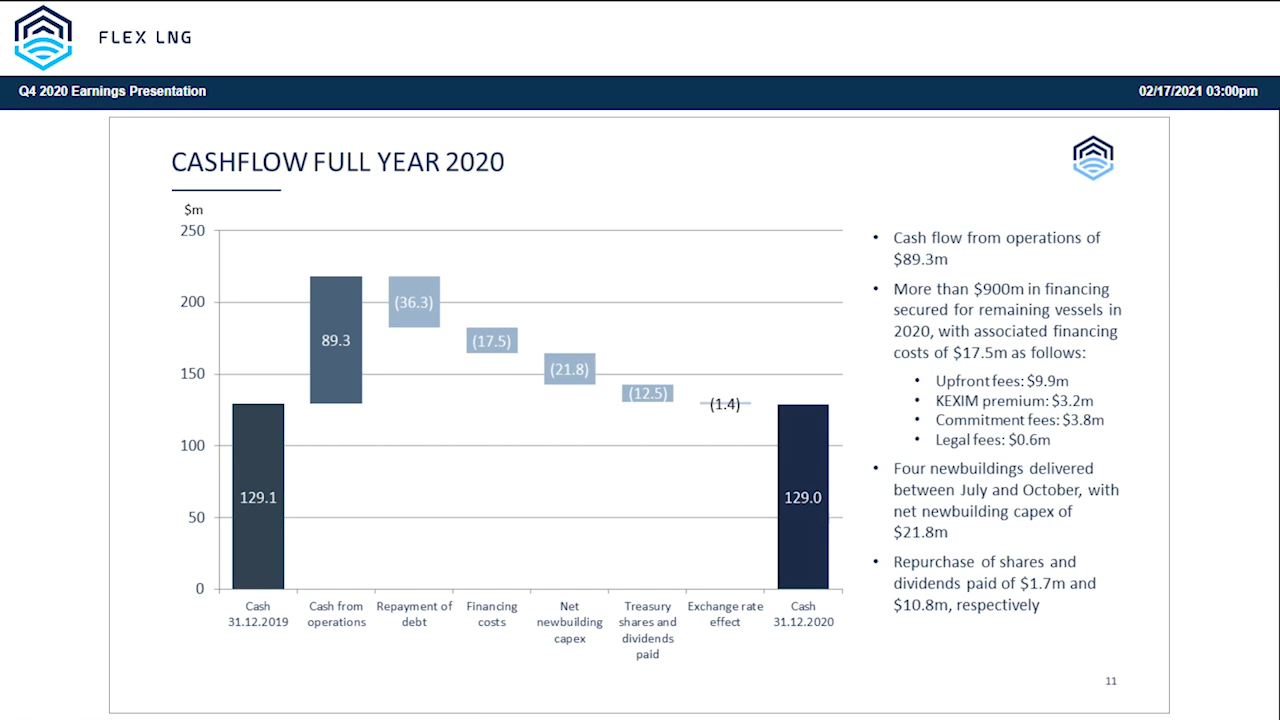 FLEX LNG
Q4 2020 Earnings Presentation
02/17/2021 03:00pm
CASHFLOW FULL YEAR 2020
$m
250
200
150
100
50
0
129.1
89.3
(36.3)
(17.5)
(21.8)
(12.5)
(1.4)
129.0
Cash
31.12.2019
Cash from
operations
Repayment of
debt
Financing
costs
Net
newbuilding
capex
Treasury
shares and
dividends
paid
Exchange rate
effect
Cash
31.12.2020
• Cash flow from operations of
$89.3m
• More than $900m in financing
secured for remaining vessels in
2020, with associated financing
costs of $17.5m as follows:
• Upfront fees: $9.9m
• KEXIM premium: $3.2m
• Commitment fees: $3.8m
• Legal fees: $0.6m
• Four newbuildings delivered
between July and October, with
net newbuilding capex of
$21.8m
• Repurchase of shares and
dividends paid of $1.7m and
$10.8m, respectively
11